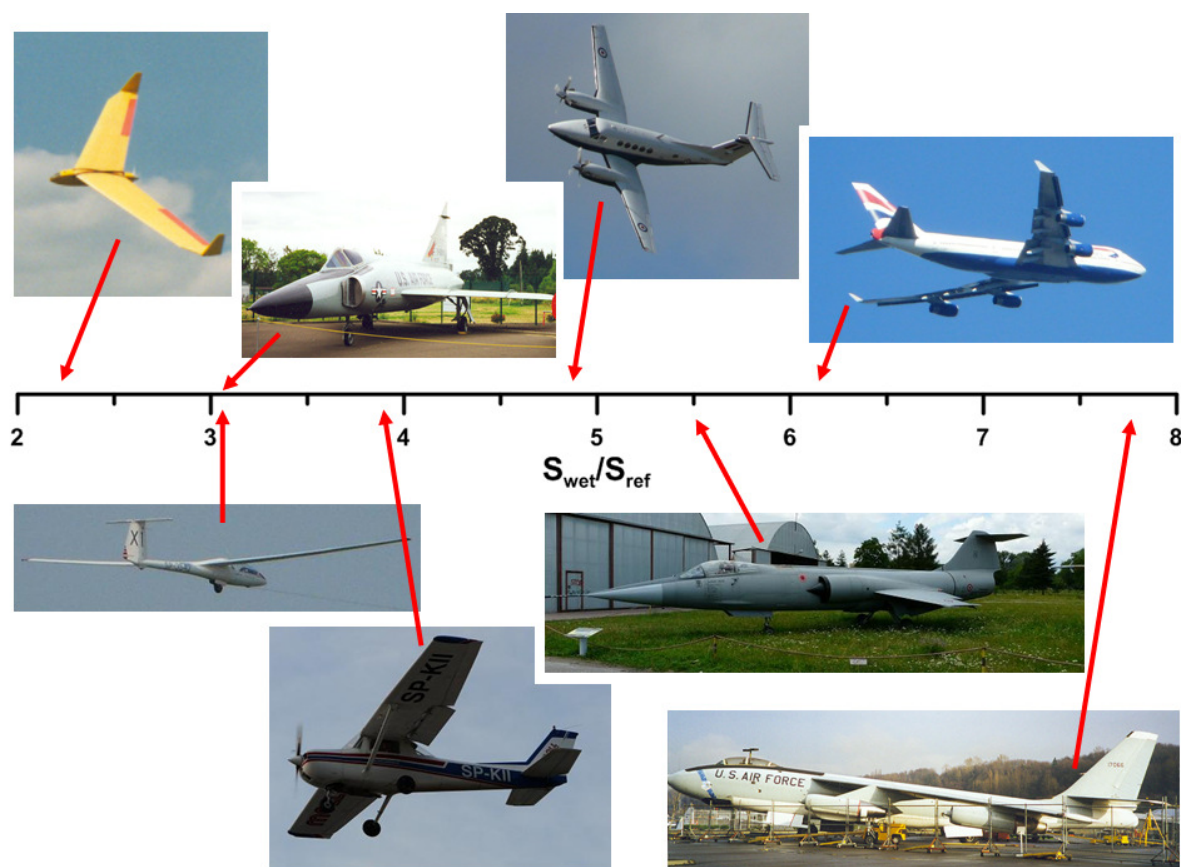 U.S. AIR FORCE
2 3 4 5 6 7 8
Swet/Sref
X1
SP-KII
SP-KII
U.S. AIR FORCE